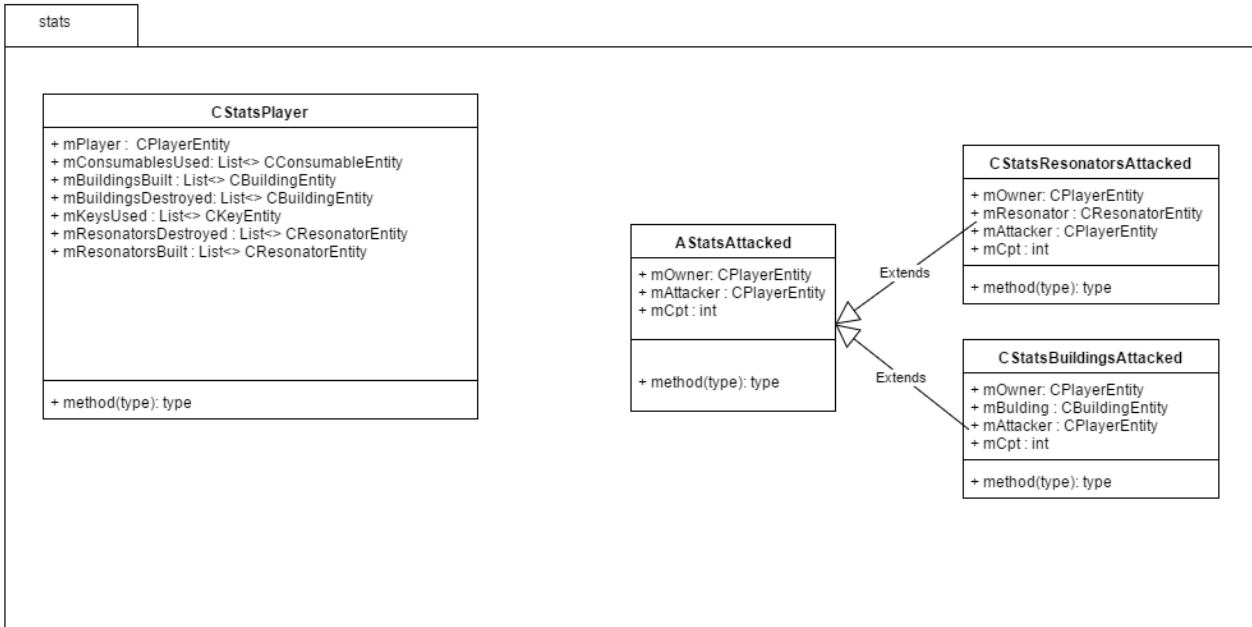 stats
CStatsPlayer
+ mPlayer : CPlayerEntity
+ mConsumablesUsed: List<> CConsumableEntity
+ mBuildingsBuilt : List<> CBuildingEntity
+ mBuildingsDestroyed: List<> CBuildingEntity
+ mKeysUsed : List<> CKeyEntity
+ mResonatorsDestroyed : List<> CResonatorEntity
+ mResonatorsBuilt : List<> CResonatorEntity
+ method(type): type
AStatsAttacked
+ mOwner: CPlayerEntity
+ mAttacker : CPlayerEntity
+ mCpt : int
+ method(type): type
Extends
Extends
CStatsResonatorsAttacked
+ mOwner: CPlayerEntity
+ mResonator : CResonatorEntity
+ mAttacker : CPlayerEntity
+ mCpt : int
+ method(type): type
CStatsBuildingsAttacked
+ mOwner: CPlayerEntity
+ mBulding : CBuildingEntity
+ mAttacker : CPlayerEntity
+ mCpt : int
+ method(type): type